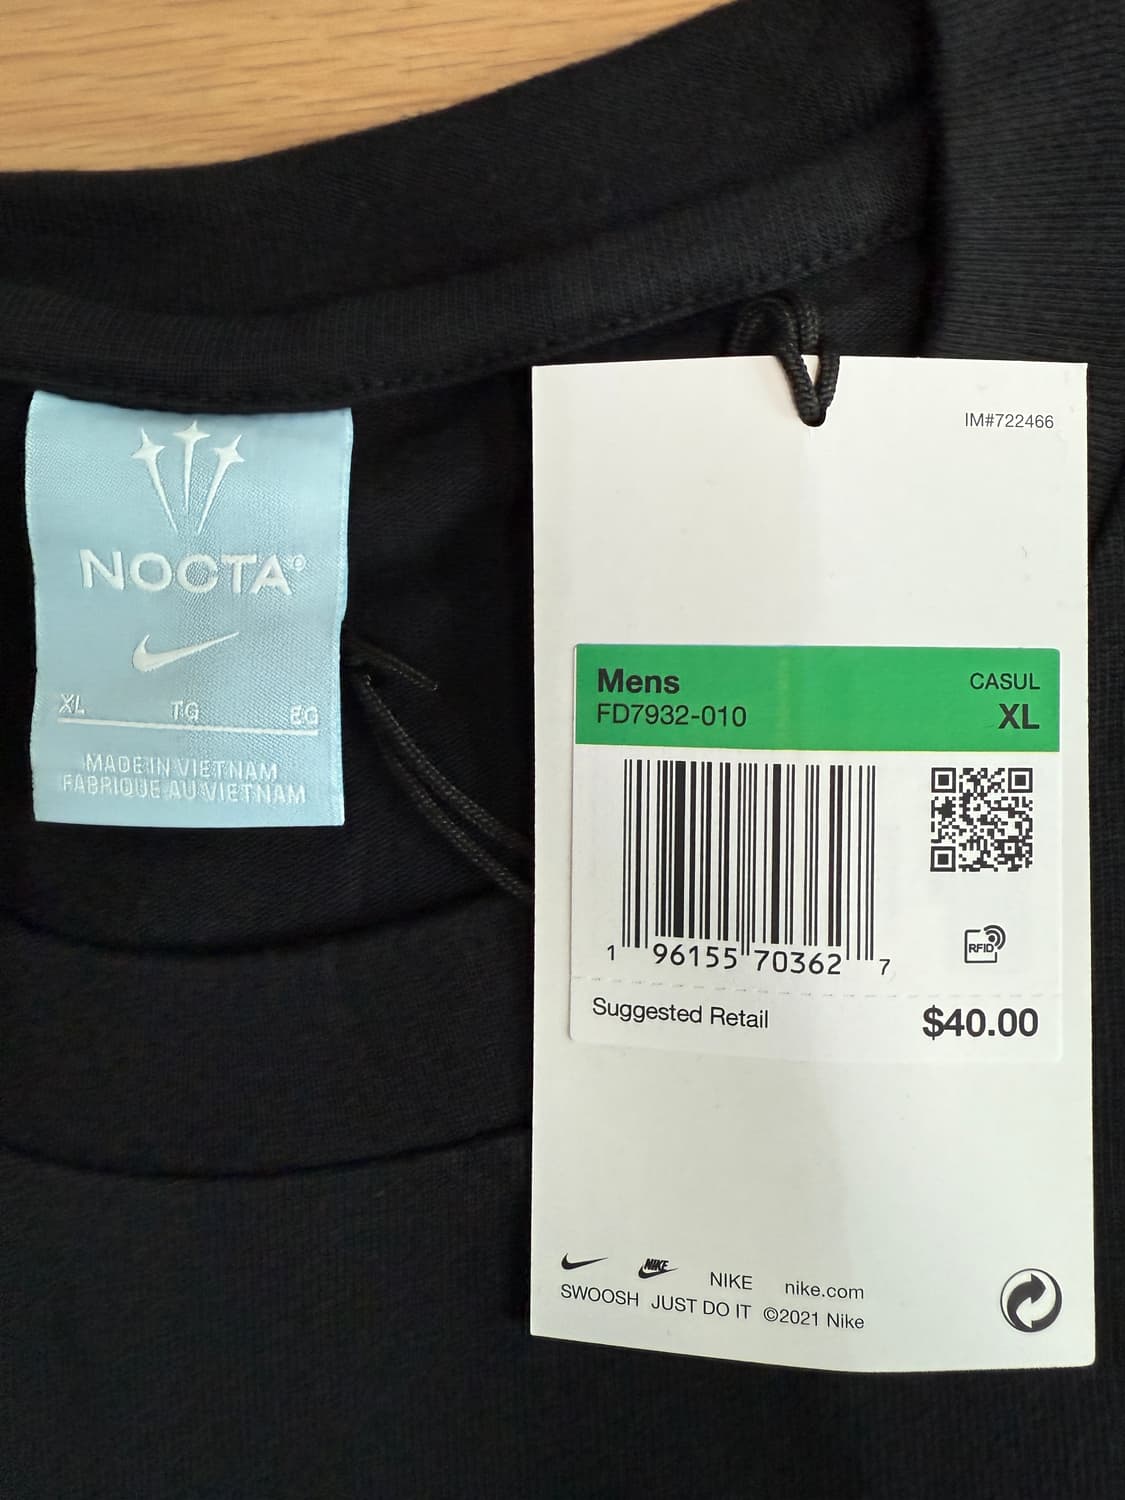 NOCTA®
XL TG EG
MADE IN VIETNAM
FABRIQUE AU VIETNAM
IM#722466
Mens CASUL
FD7932-010 XL
RFID
1 96155 70362 7
Suggested Retail $40.00
NIKE NIKE nike.com
SWOOSH JUST DO IT ©2021 Nike